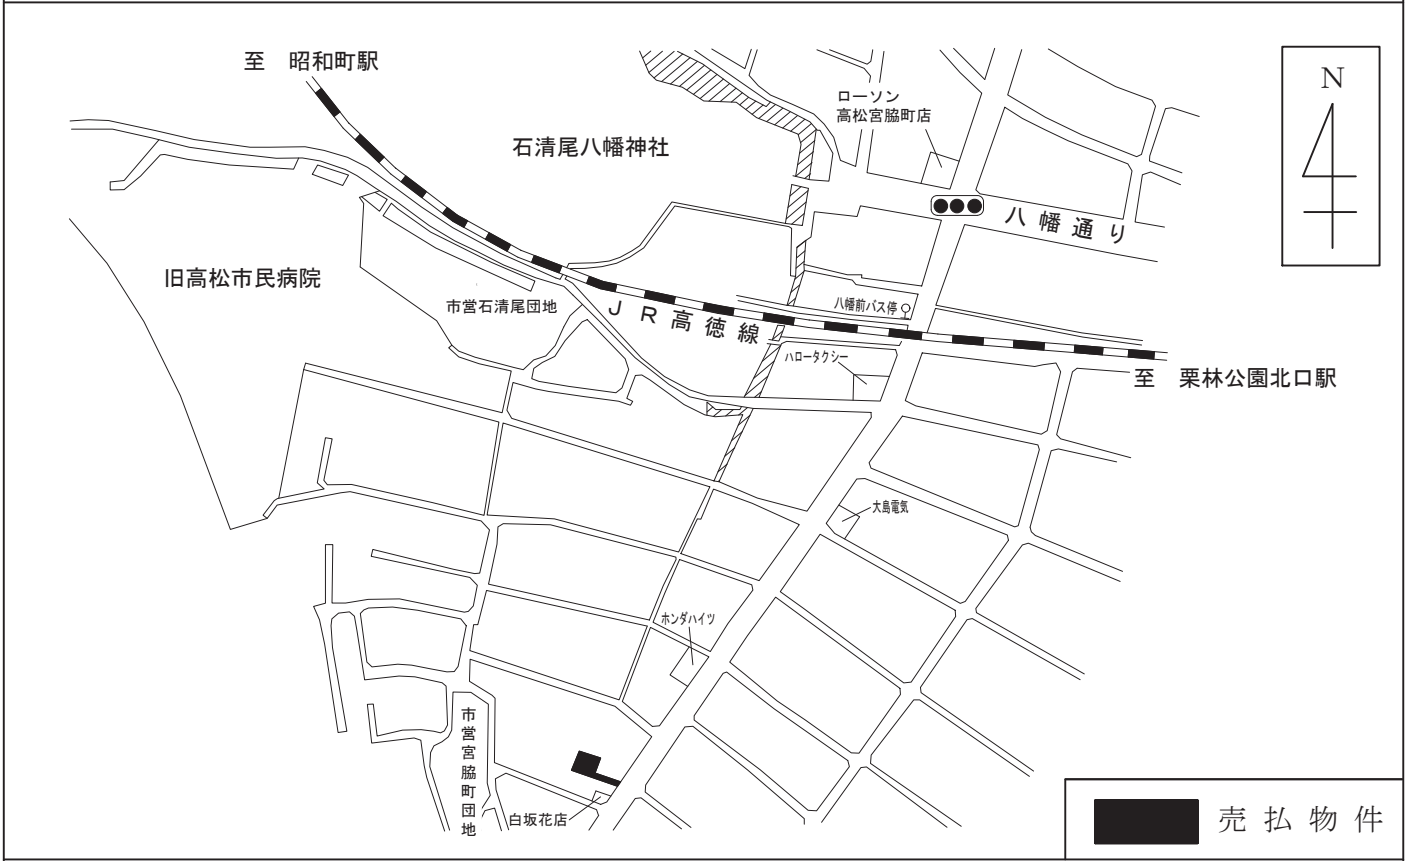 至　昭和町駅
N
ローソン
高松宮脇町店
石清尾八幡神社
八幡通り
旧高松市民病院
市営石清尾団地
八幡前バス停
JR高徳線
ハロータクシー
至　栗林公園北口駅
大島電気
ホンダハイツ
市営宮脇町団地
白坂花店
売払物件